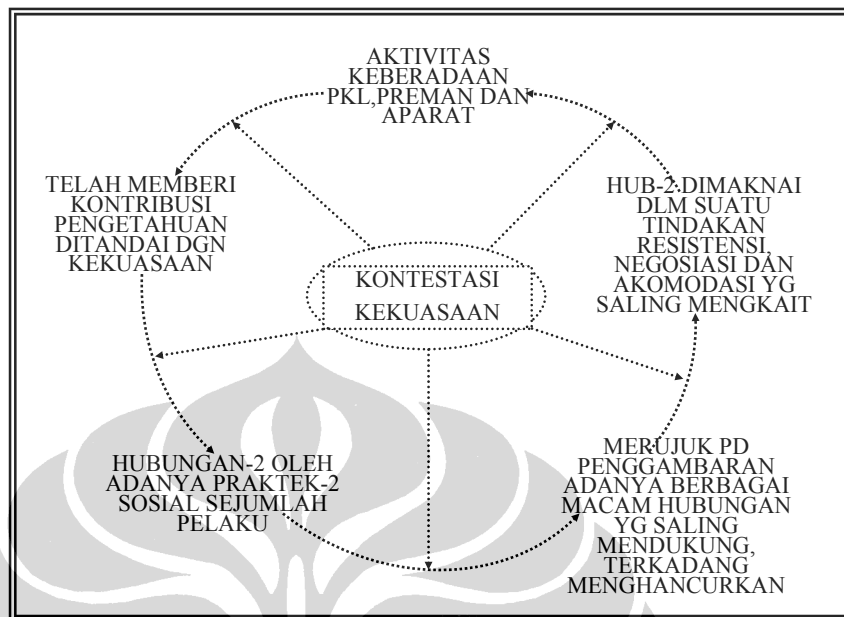 AKTIVITAS
KEBERADAAN
PKL,PREMAN DAN
APARAT
TELAH MEMBERI
KONTRIBUSI
PENGETAHUAN
DITANDAI DGN
KEKUASAAN
HUB-2 DIMAKNAI
DLM SUATU
TINDAKAN
RESISTENSI,
NEGOSIASI DAN
AKOMODASI YG
SALING MENGKAIT
KONTESTASI
KEKUASAAN
HUBUNGAN-2 OLEH
ADANYA PRAKTEK-2
SOSIAL SEJUMLAH
PELAKU
MERUJUK PD
PENGGAMBARAN
ADANYA BERBAGAI
MACAM HUBUNGAN
YG SALING
MENDUKUNG,
TERKADANG
MENGHANCURKAN